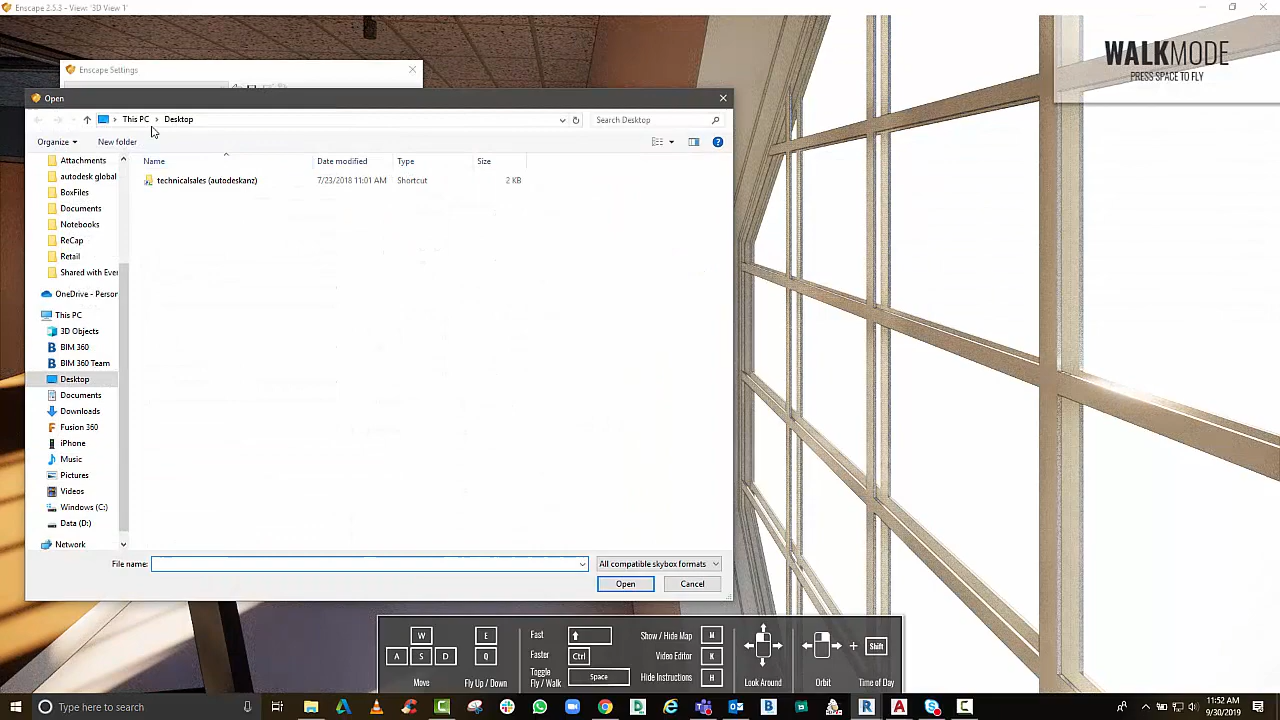 Enscape 2.5.3 - View: '3D View 1'
WALKMODE
PRESS SPACE TO FLY
Enscape Settings
Open
This PC > Desktop
Search Desktop
Organize
New folder
Name
Date modified
Type
Size
technicalsales (autodeskanz)
7/23/2018 11:01 AM
Shortcut
2 KB
Attachments
autodesk global
BoxFiles
Documents
Notebooks
ReCap
Retail
Shared with Ever
OneDrive - Person
This PC
3D Objects
BIM 360
BIM 360 Team
Desktop
Documents
Downloads
Fusion 360
iPhone
Music
Pictures
Videos
Windows (C:)
Data (D:)
Network
File name:
All compatible skybox formats
Open
Cancel
W
E
A
S
D
Q
Move
Fly Up / Down
Fast
Faster
Ctrl
Toggle
Fly / Walk
Space
Show / Hide Map
M
Video Editor
K
Hide Instructions
H
Look Around
Orbit
+
Shift
Time of Day
Type here to search
11:52 AM
9/30/2019